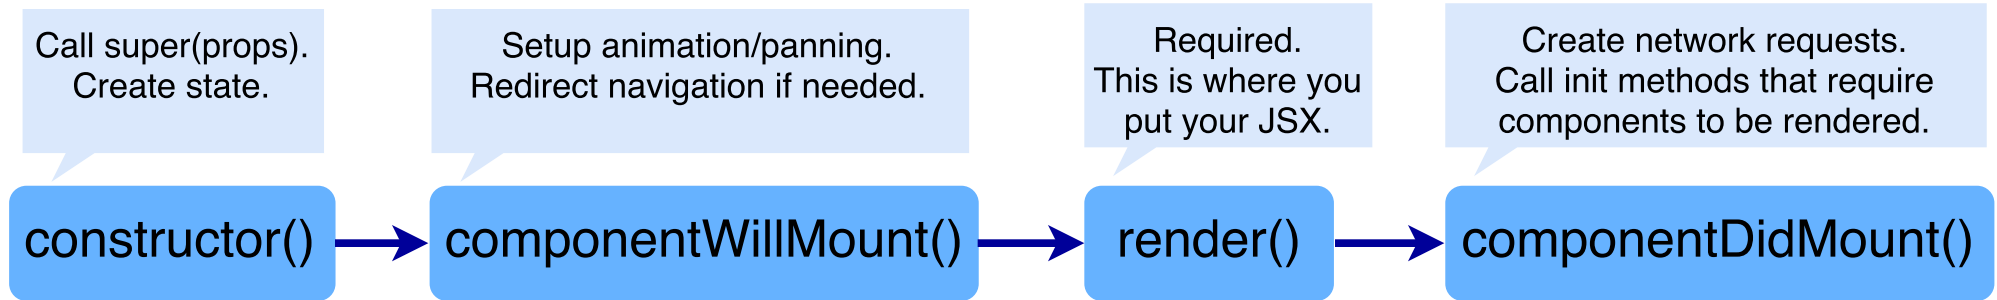 Call super(props).
Create state.
Setup animation/panning.
Redirect navigation if needed.
Required.
This is where you
put your JSX.
Create network requests.
Call init methods that require
components to be rendered.
constructor()
componentWillMount()
render()
componentDidMount()